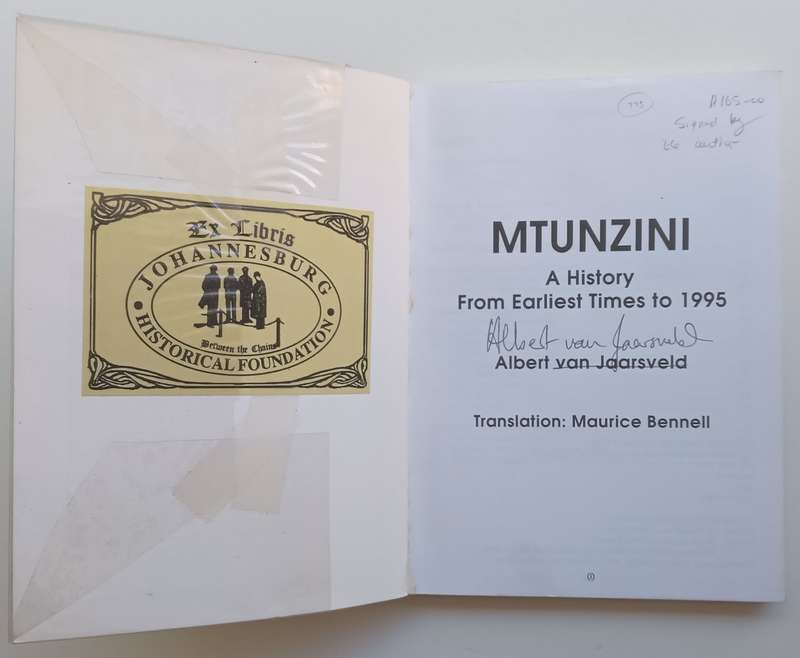 Ex Libris
JOHANNESBURG
Between the Chains
• HISTORICAL FOUNDATION •
R165-00
Signed by
the author
MTUNZINI
A History
From Earliest Times to 1995
Albert van Jaarsveld
Albert van Jaarsveld
Translation: Maurice Bennell
(i)